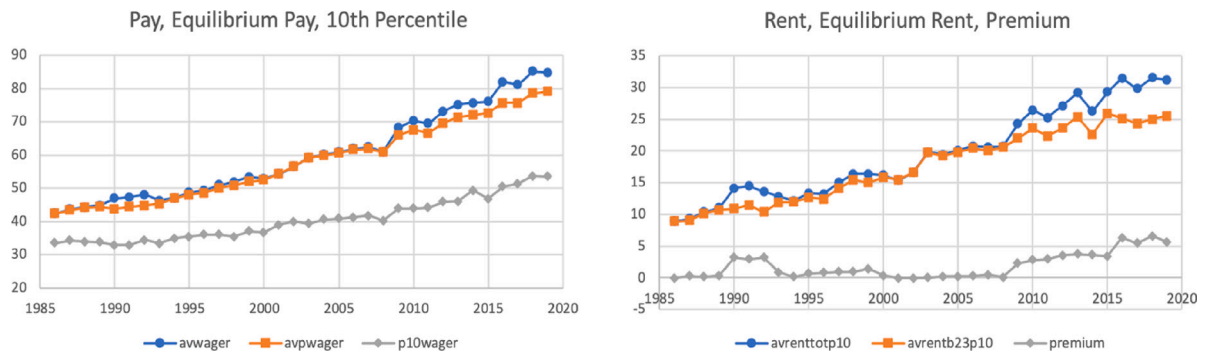 Pay, Equilibrium Pay, 10th Percentile
90
80
70
60
50
40
30
20
1985 1990 1995 2000 2005 2010 2015 2020
avwager avpwager p10wager
Rent, Equilibrium Rent, Premium
35
30
25
20
15
10
5
0
-5
1985 1990 1995 2000 2005 2010 2015 2020
avrenttotp10 avrentb23p10 premium